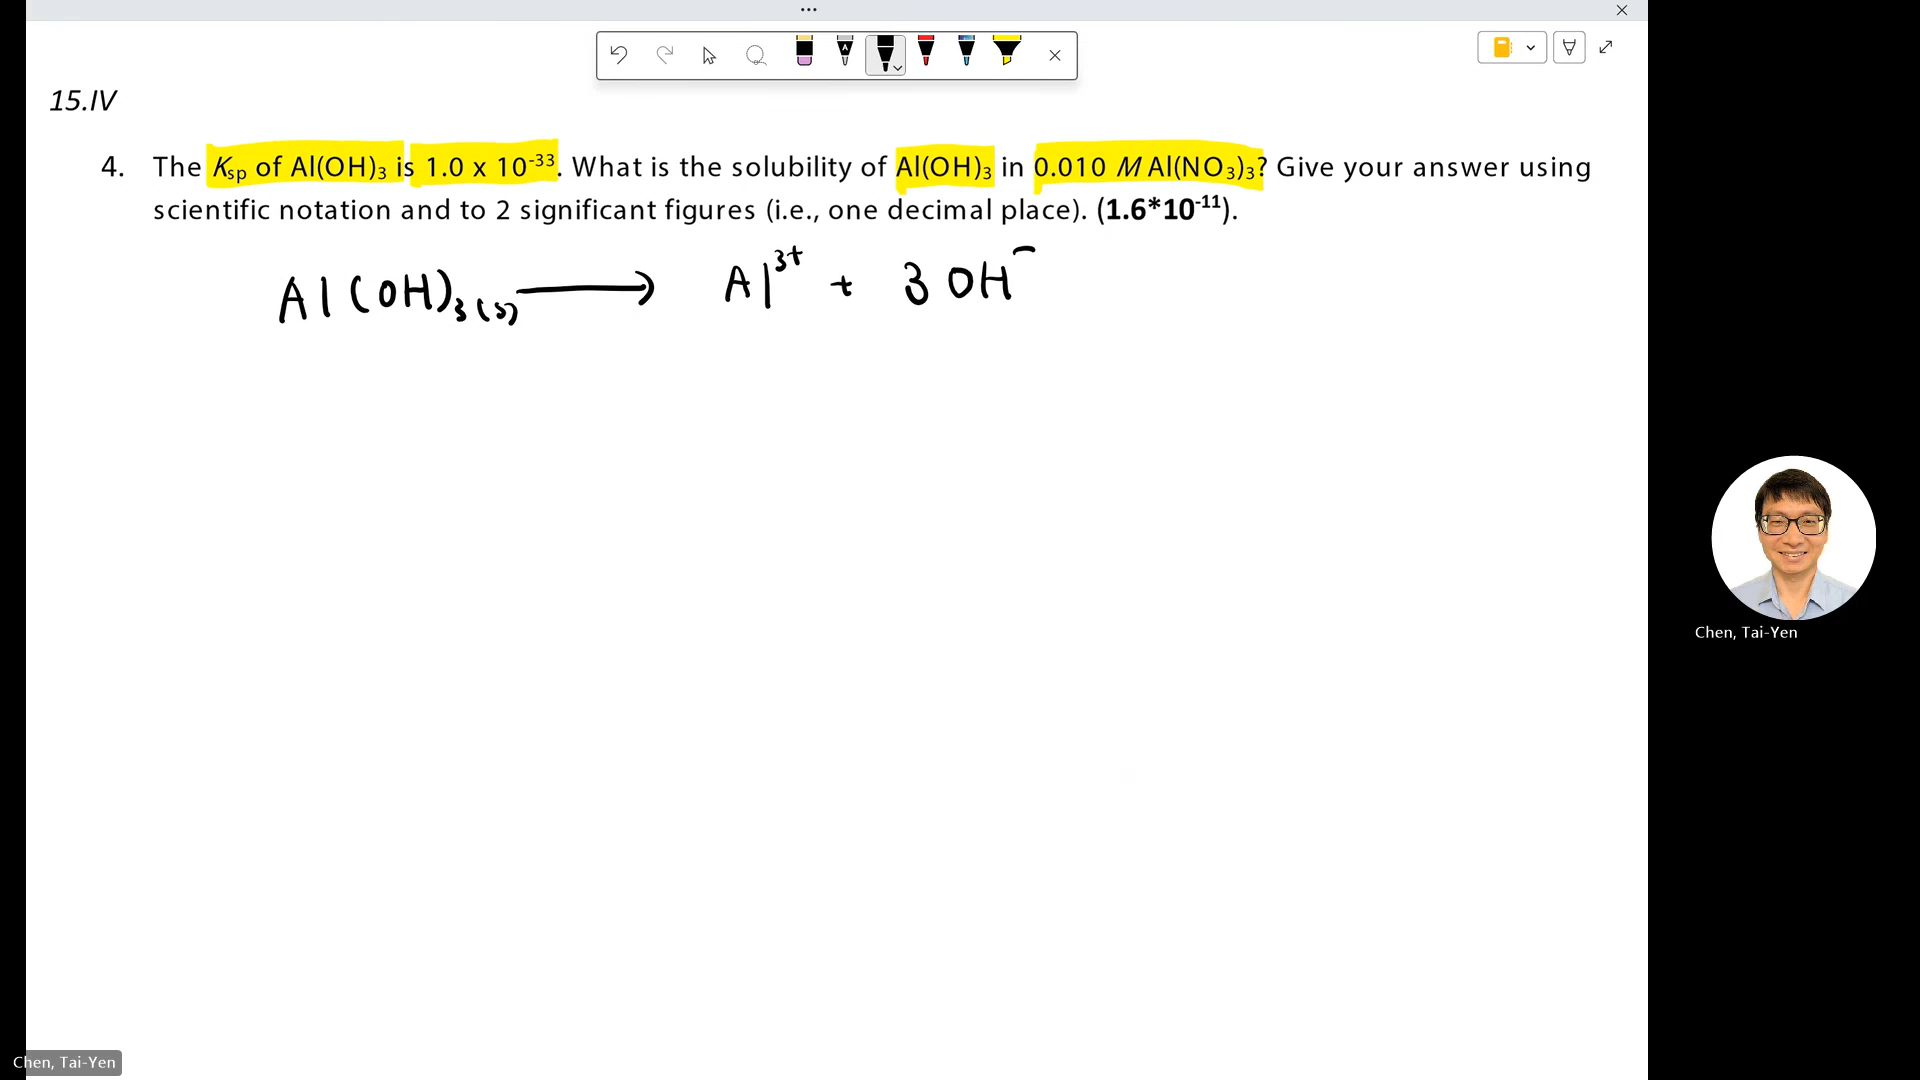 15.IV
4. The Ksp of Al(OH)₃ is 1.0 x 10⁻³³. What is the solubility of Al(OH)₃ in 0.010 M Al(NO₃)₃? Give your answer using
scientific notation and to 2 significant figures (i.e., one decimal place). (1.6*10⁻¹¹).
Al(OH)₃(s) ⟶ Al³⁺ + 3 OH⁻
Chen, Tai-Yen
Chen, Tai-Yen